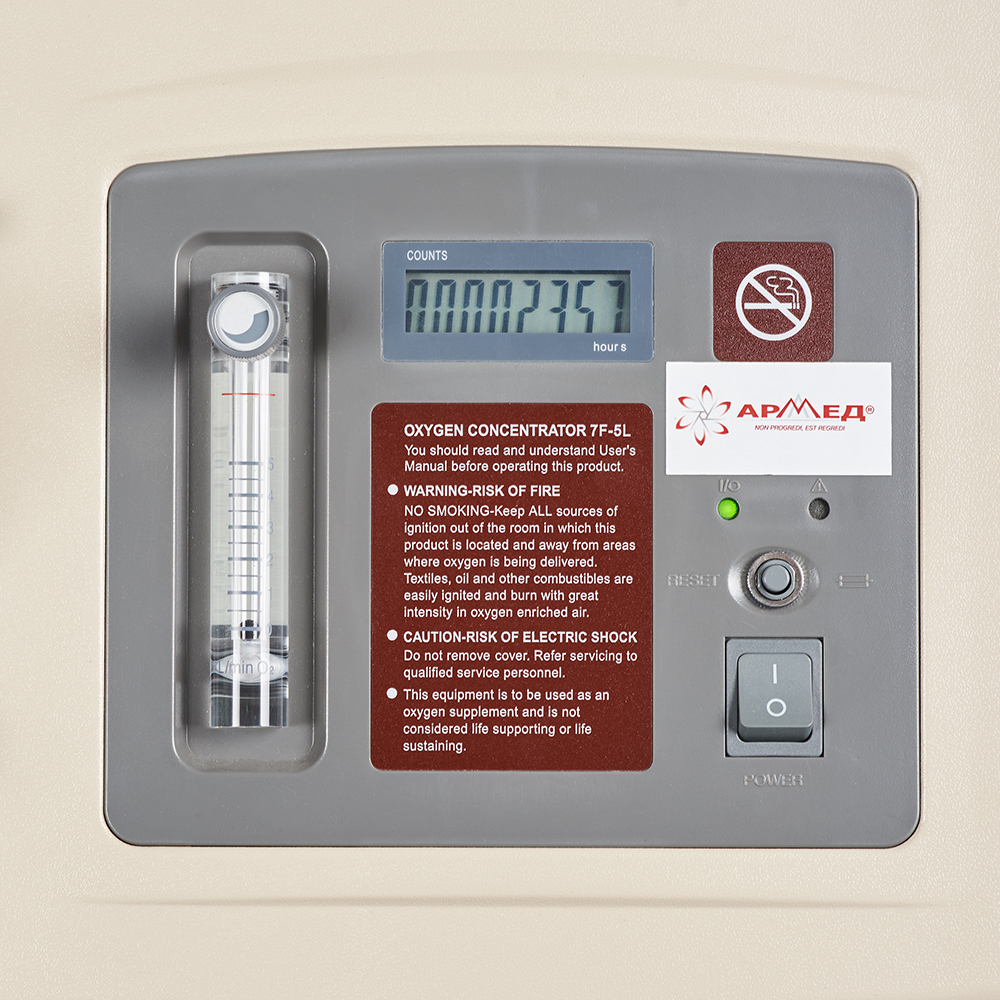 COUNTS
00002357
hours
OXYGEN CONCENTRATOR 7F-5L
You should read and understand User's
Manual before operating this product.
● WARNING-RISK OF FIRE
NO SMOKING-Keep ALL sources of
ignition out of the room in which this
product is located and away from areas
where oxygen is being delivered.
Textiles, oil and other combustibles are
easily ignited and burn with great
intensity in oxygen enriched air.
● CAUTION-RISK OF ELECTRIC SHOCK
Do not remove cover. Refer servicing to
qualified service personnel.
● This equipment is to be used as an
oxygen supplement and is not
considered life supporting or life
sustaining.
5
4
3
2
1
0
L/min O₂
АРМЕД®
NON PROGREDI, EST REGREDI
I/O
RESET
I
O
POWER